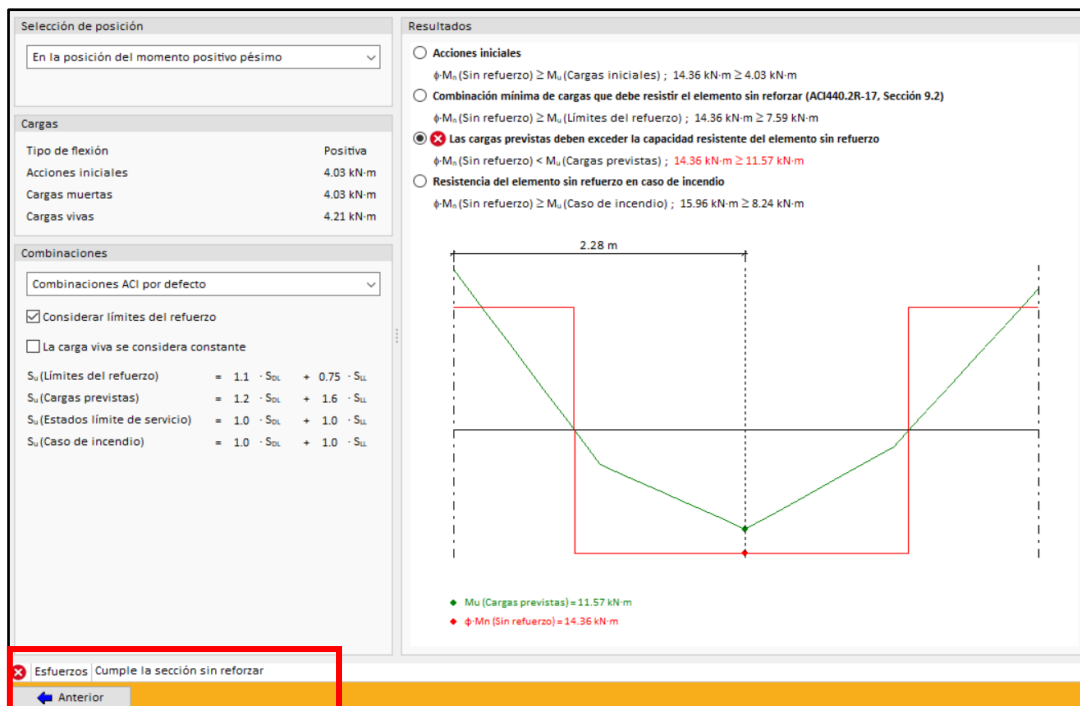 Selección de posición
En la posición del momento positivo pésimo
Cargas
Tipo de flexión Positiva
Acciones iniciales 4.03 kN·m
Cargas muertas 4.03 kN·m
Cargas vivas 4.21 kN·m
Combinaciones
Combinaciones ACI por defecto
Considerar límites del refuerzo
La carga viva se considera constante
Sᵤ (Límites del refuerzo) = 1.1 · S_DL + 0.75 · S_LL
Sᵤ (Cargas previstas) = 1.2 · S_DL + 1.6 · S_LL
Sᵤ (Estados límite de servicio) = 1.0 · S_DL + 1.0 · S_LL
Sᵤ (Caso de incendio) = 1.0 · S_DL + 1.0 · S_LL
Resultados
Acciones iniciales
ϕ·Mₙ (Sin refuerzo) ≥ Mᵤ (Cargas iniciales) ; 14.36 kN·m ≥ 4.03 kN·m
Combinación mínima de cargas que debe resistir el elemento sin reforzar (ACI440.2R-17, Sección 9.2)
ϕ·Mₙ (Sin refuerzo) ≥ Mᵤ (Límites del refuerzo) ; 14.36 kN·m ≥ 7.59 kN·m
Las cargas previstas deben exceder la capacidad resistente del elemento sin refuerzo
ϕ·Mₙ (Sin refuerzo) < Mᵤ (Cargas previstas) ; 14.36 kN·m ≥ 11.57 kN·m
Resistencia del elemento sin refuerzo en caso de incendio
ϕ·Mₙ (Sin refuerzo) ≥ Mᵤ (Caso de incendio) ; 15.96 kN·m ≥ 8.24 kN·m
2.28 m
Mu (Cargas previstas) = 11.57 kN·m
ϕ·Mn (Sin refuerzo) = 14.36 kN·m
Esfuerzos Cumple la sección sin reforzar
Anterior